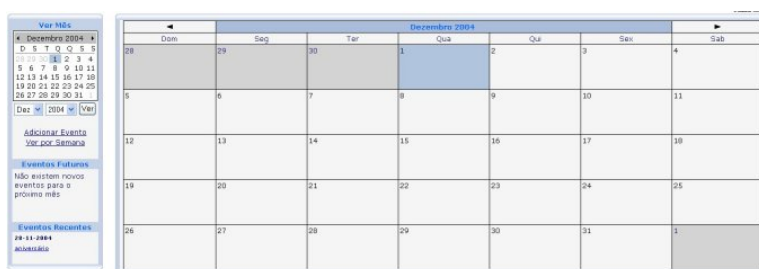 Ver Mês
Dezembro 2004
D S T Q Q S S
28 29 30 1 2 3 4
5 6 7 8 9 10 11
12 13 14 15 16 17 18
19 20 21 22 23 24 25
26 27 28 29 30 31 1
Dez 2004 Ver
Adicionar Evento
Ver por Semana
Eventos Futuros
Não existem novos
eventos para o
próximo mês
Eventos Recentes
28-11-2004
aniversário
Dezembro 2004
Dom Seg Ter Qua Qui Sex Sab
28 29 30 1 2 3 4
5 6 7 8 9 10 11
12 13 14 15 16 17 18
19 20 21 22 23 24 25
26 27 28 29 30 31 1